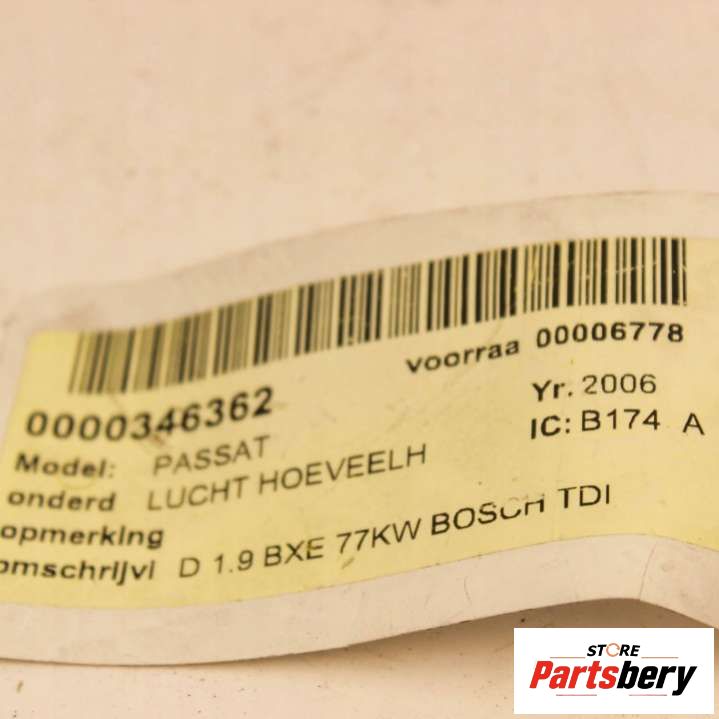 voorraa 00006778
0000346362
Yr. 2006
Model: PASSAT
IC: B174 A
onderd LUCHT HOEVEELH
opmerking
omschrijvi D 1.9 BXE 77KW BOSCH TDI
STORE
Partsbery